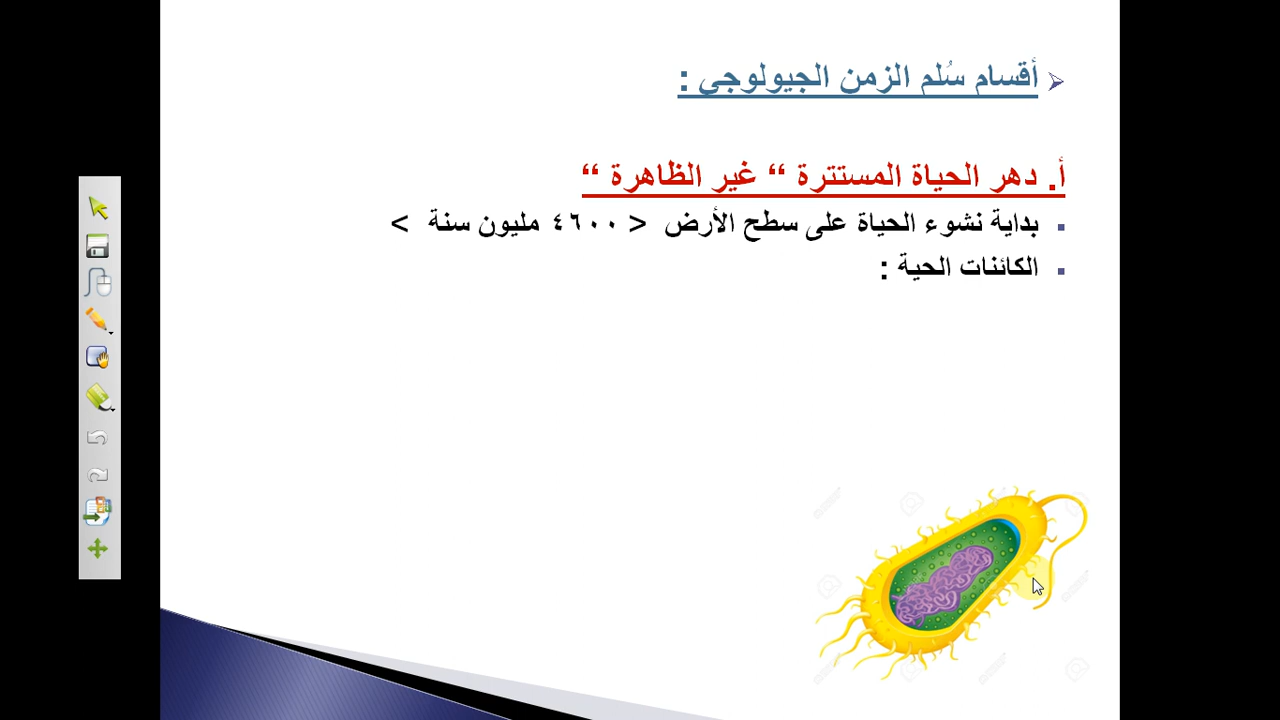 أقسام سُلم الزمن الجيولوجي :
أ. دهر الحياة المستترة “ غير الظاهرة “
بداية نشوء الحياة على سطح الأرض < ٤٦٠٠ مليون سنة >
الكائنات الحية :